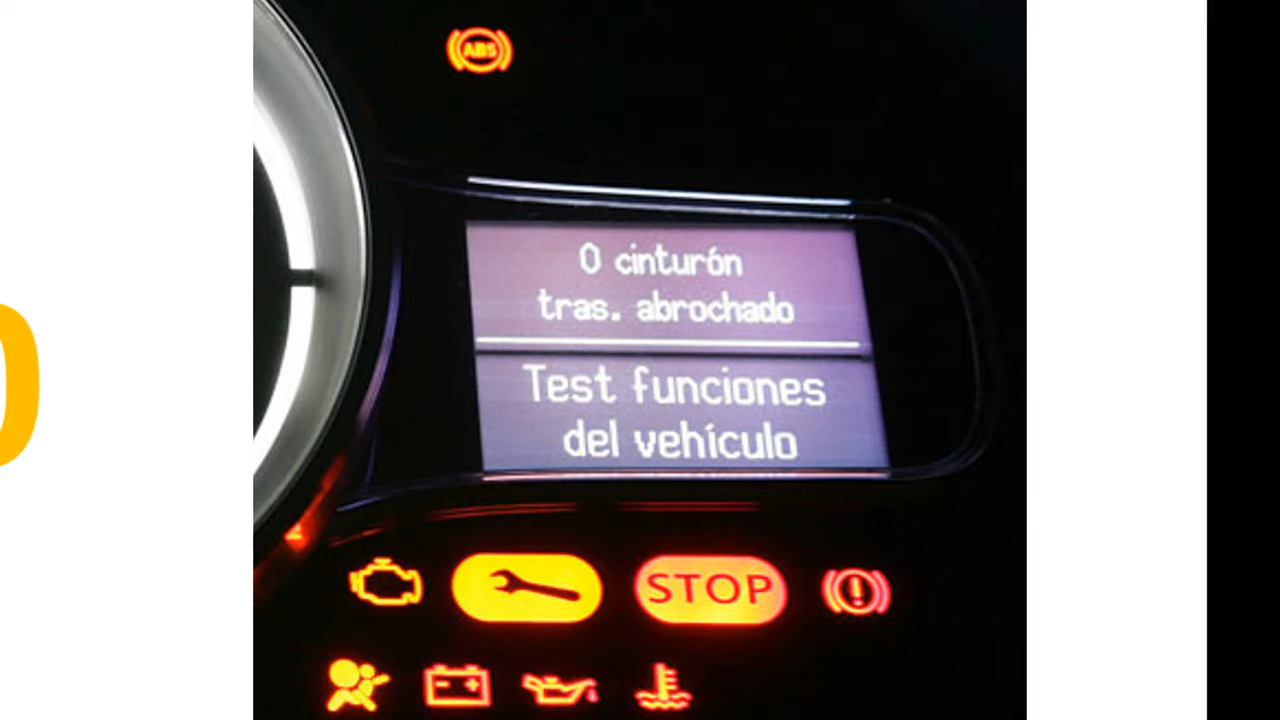 ABS
0 cinturón
tras. abrochado
Test funciones
del vehículo
STOP